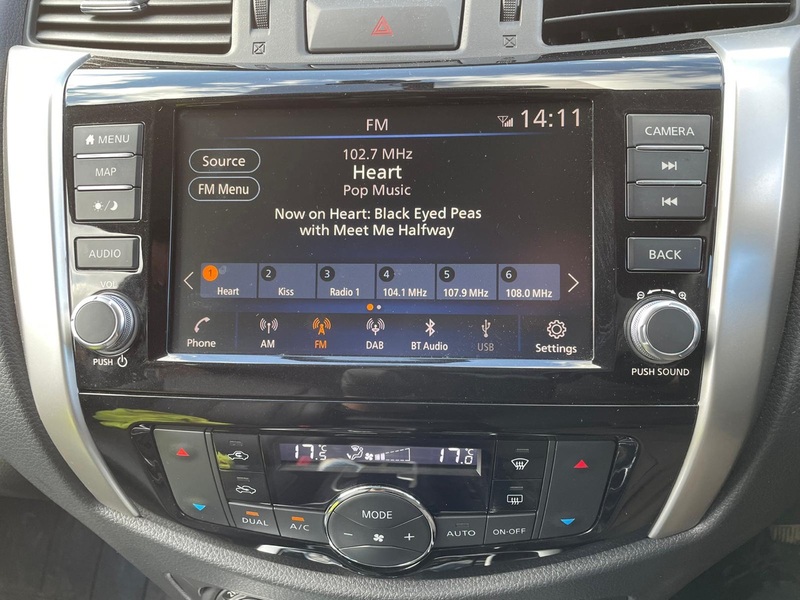 FM
14:11
Source
FM Menu
102.7 MHz
Heart
Pop Music
Now on Heart: Black Eyed Peas
with Meet Me Halfway
1
Heart
2
Kiss
3
Radio 1
4
104.1 MHz
5
107.9 MHz
6
108.0 MHz
Phone
AM
FM
DAB
BT Audio
USB
Settings
MENU
MAP
AUDIO
VOL
PUSH
CAMERA
BACK
PUSH SOUND
17.5°C
17.0°C
DUAL
A/C
MODE
AUTO
ON·OFF